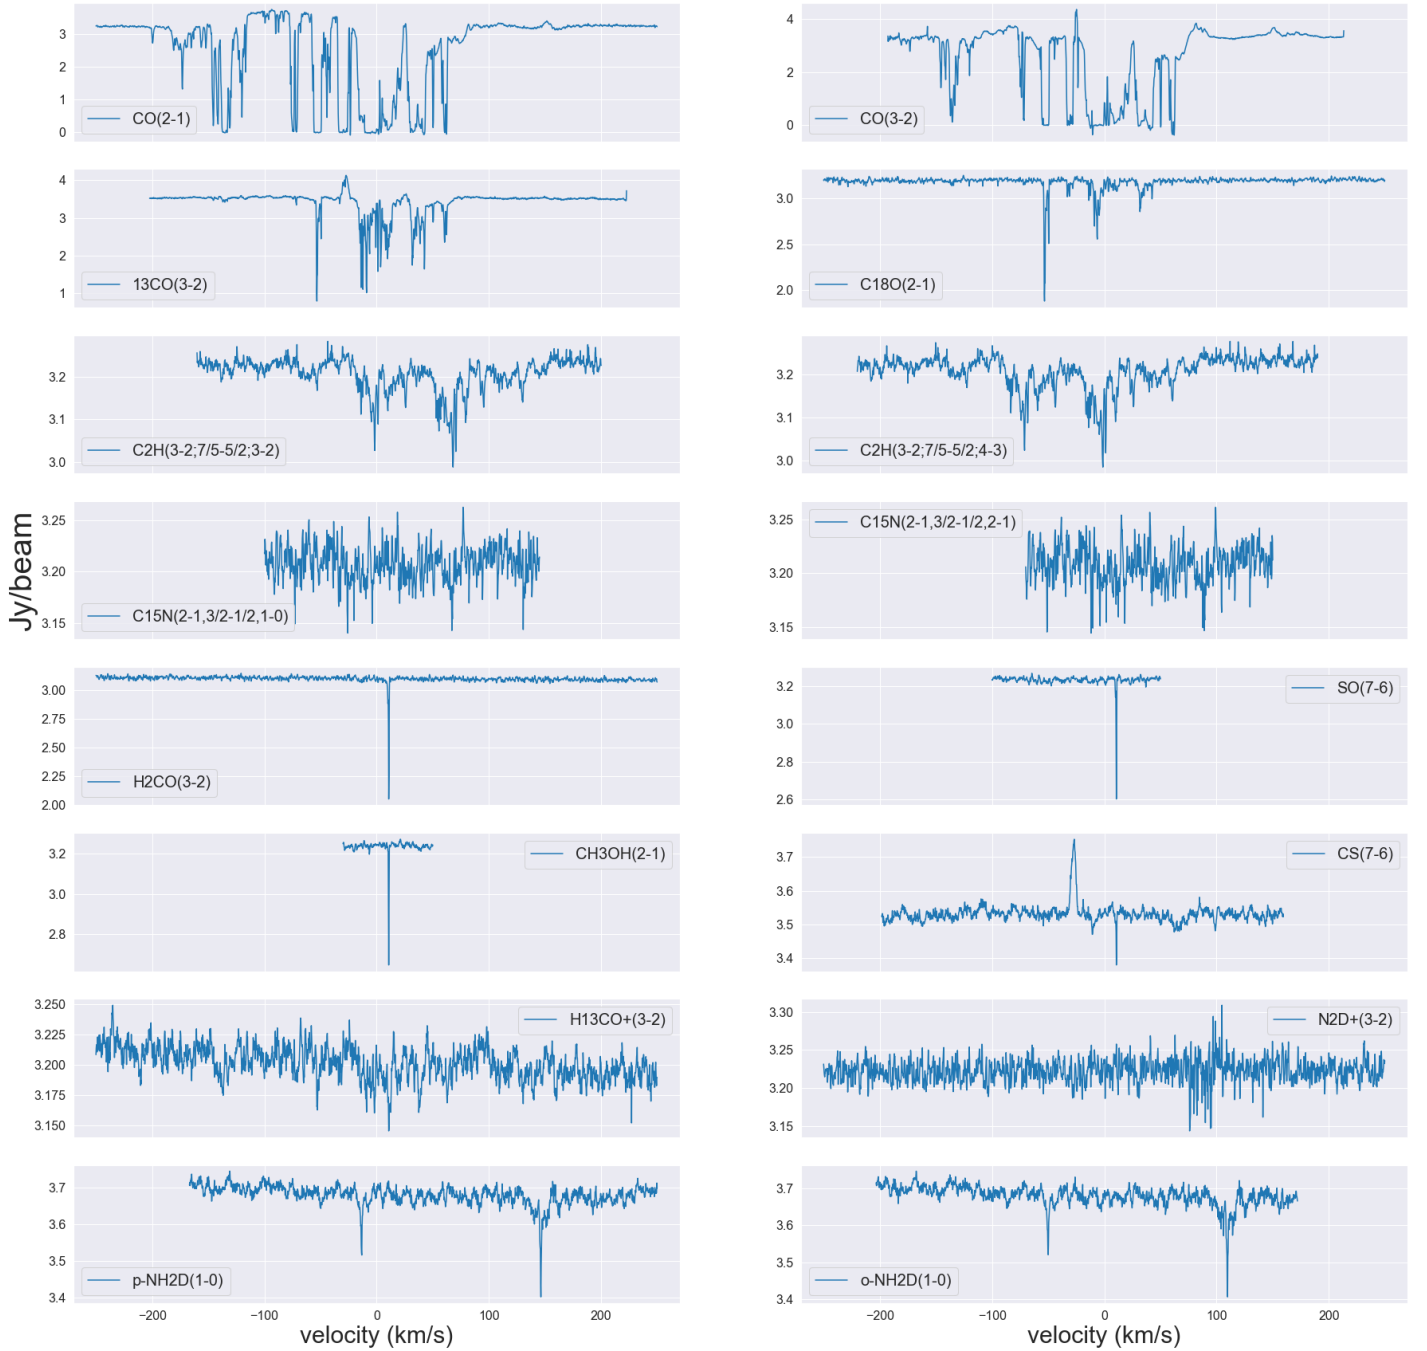 3
2
1
0
CO(2-1)
4
2
0
CO(3-2)
4
3
2
1
13CO(3-2)
3.0
2.5
2.0
C18O(2-1)
3.2
3.1
3.0
C2H(3-2;7/5-5/2;3-2)
3.2
3.1
3.0
C2H(3-2;7/5-5/2;4-3)
Jy/beam
3.25
3.20
3.15
C15N(2-1,3/2-1/2,1-0)
3.25
3.20
3.15
C15N(2-1,3/2-1/2,2-1)
3.00
2.75
2.50
2.25
2.00
H2CO(3-2)
3.2
3.0
2.8
2.6
SO(7-6)
3.2
3.0
2.8
CH3OH(2-1)
3.7
3.6
3.5
3.4
CS(7-6)
3.250
3.225
3.200
3.175
3.150
H13CO+(3-2)
3.30
3.25
3.20
3.15
N2D+(3-2)
3.7
3.6
3.5
3.4
p-NH2D(1-0)
−200 −100 0 100 200
velocity (km/s)
3.7
3.6
3.5
3.4
o-NH2D(1-0)
−200 −100 0 100 200
velocity (km/s)